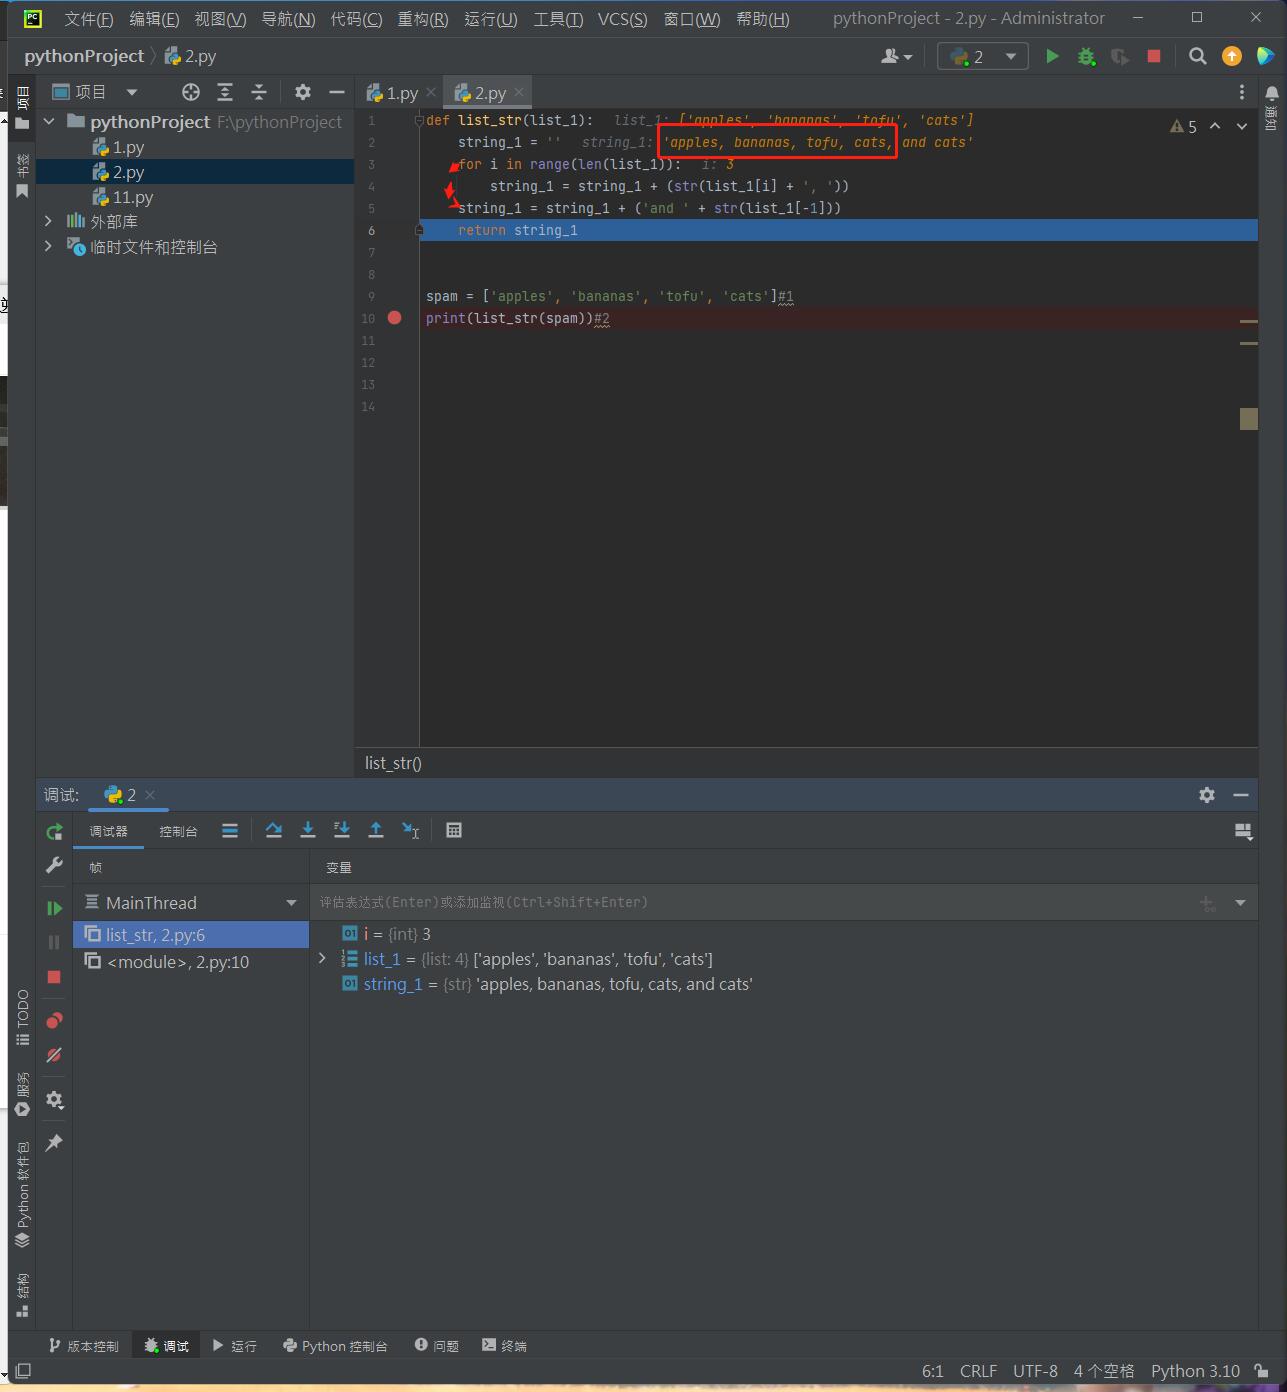 文件(F) 编辑(E) 视图(V) 导航(N) 代码(C) 重构(R) 运行(U) 工具(T) VCS(S) 窗口(W) 帮助(H) pythonProject - 2.py - Administrator
pythonProject 2.py 2
项目 1.py 2.py
pythonProject F:\pythonProject
1.py
2.py
11.py
外部库
临时文件和控制台
项目
书签
通知
5
1 def list_str(list_1): list_1: ['apples', 'bananas', 'tofu', 'cats']
2 string_1 = '' string_1: 'apples, bananas, tofu, cats, and cats'
3 for i in range(len(list_1)): i: 3
4 string_1 = string_1 + (str(list_1[i] + ', '))
5 string_1 = string_1 + ('and ' + str(list_1[-1]))
6 return string_1
7
8
9 spam = ['apples', 'bananas', 'tofu', 'cats']#1
10 print(list_str(spam))#2
11
12
13
14
list_str()
调试: 2
调试器 控制台
帧 变量
MainThread 评估表达式(Enter)或添加监视(Ctrl+Shift+Enter)
list_str, 2.py:6
<module>, 2.py:10
i = {int} 3
list_1 = {list: 4} ['apples', 'bananas', 'tofu', 'cats']
string_1 = {str} 'apples, bananas, tofu, cats, and cats'
TODO
服务
Python 软件包
结构
版本控制 调试 运行 Python 控制台 问题 终端
6:1 CRLF UTF-8 4 个空格 Python 3.10